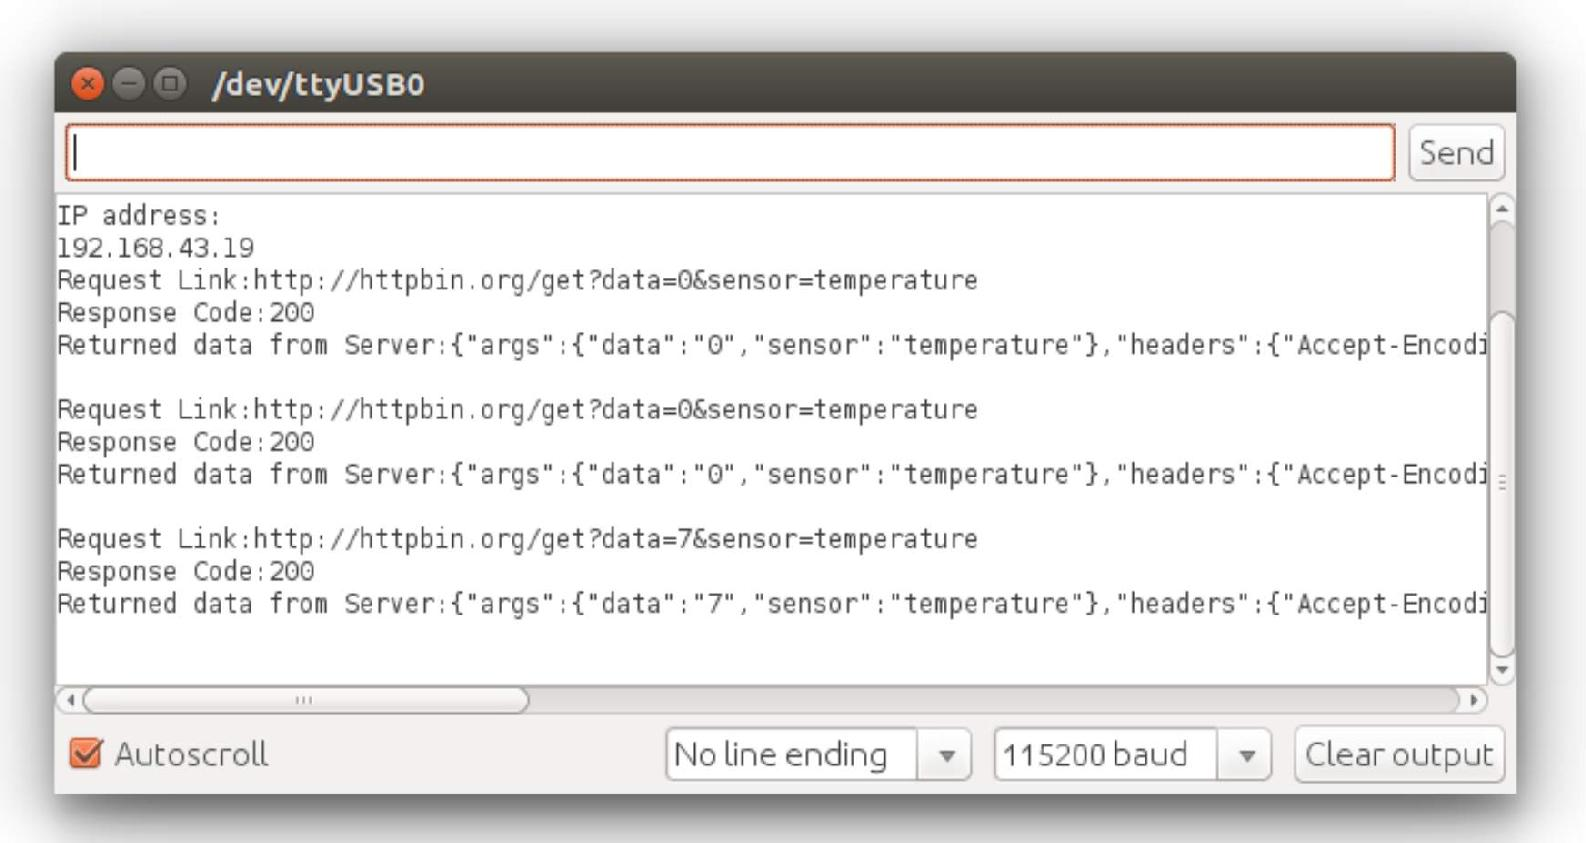 /dev/ttyUSB0
Send
IP address:
192.168.43.19
Request Link:http://httpbin.org/get?data=0&sensor=temperature
Response Code:200
Returned data from Server:{"args":{"data":"0","sensor":"temperature"},"headers":{"Accept-Encodi
Request Link:http://httpbin.org/get?data=0&sensor=temperature
Response Code:200
Returned data from Server:{"args":{"data":"0","sensor":"temperature"},"headers":{"Accept-Encodi
Request Link:http://httpbin.org/get?data=7&sensor=temperature
Response Code:200
Returned data from Server:{"args":{"data":"7","sensor":"temperature"},"headers":{"Accept-Encodi
Autoscroll
No line ending
115200 baud
Clear output